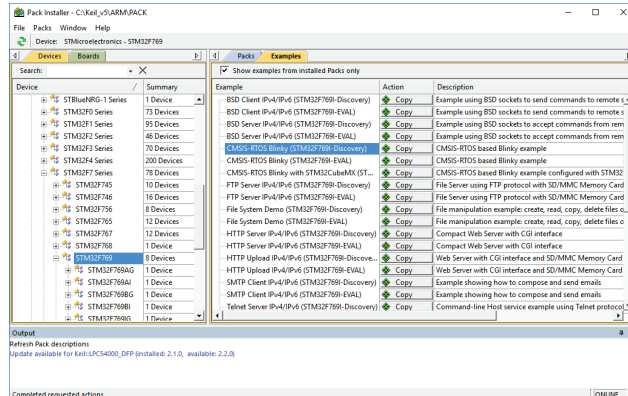 Pack Installer - C:\Keil_v5\ARM\PACK
File Packs Window Help
Device: STMicroelectronics - STM32F769
Devices Boards
Search:
Device / Summary
STBlueNRG-1 Series 1 Device
STM32F0 Series 73 Devices
STM32F1 Series 95 Devices
STM32F2 Series 46 Devices
STM32F3 Series 70 Devices
STM32F4 Series 200 Devices
STM32F7 Series 78 Devices
STM32F745 10 Devices
STM32F746 16 Devices
STM32F756 8 Devices
STM32F765 12 Devices
STM32F767 12 Devices
STM32F768 1 Device
STM32F769 8 Devices
STM32F769AG 1 Device
STM32F769AI 1 Device
STM32F769BG 1 Device
STM32F769BI 1 Device
STM32F769IG 1 Device
Packs Examples
Show examples from installed Packs only
Example Action Description
BSD Client IPv4/IPv6 (STM32F769I-Discovery) Copy Example using BSD sockets to send commands to remote s
BSD Client IPv4/IPv6 (STM32F769I-EVAL) Copy Example using BSD sockets to send commands to remote s
BSD Server IPv4/IPv6 (STM32F769I-Discovery) Copy Example using BSD sockets to accept commands from rem
BSD Server IPv4/IPv6 (STM32F769I-EVAL) Copy Example using BSD sockets to accept commands from rem
CMSIS-RTOS Blinky (STM32F769I-Discovery) Copy CMSIS-RTOS based Blinky example
CMSIS-RTOS Blinky (STM32F769I-EVAL) Copy CMSIS-RTOS based Blinky example
CMSIS-RTOS Blinky with STM32CubeMX (ST... Copy CMSIS-RTOS based Blinky example configured with STM32
FTP Server IPv4/IPv6 (STM32F769I-Discovery) Copy File Server using FTP protocol with SD/MMC Memory Card
FTP Server IPv4/IPv6 (STM32F769I-EVAL) Copy File Server using FTP protocol with SD/MMC Memory Card
File System Demo (STM32F769I-Discovery) Copy File manipulation example: create, read, copy, delete files o
File System Demo (STM32F769I-EVAL) Copy File manipulation example: create, read, copy, delete files o
HTTP Server IPv4/IPv6 (STM32F769I-Discovery) Copy Compact Web Server with CGI interface
HTTP Server IPv4/IPv6 (STM32F769I-EVAL) Copy Compact Web Server with CGI interface
HTTP Upload IPv4/IPv6 (STM32F769I-Discove... Copy Web Server with CGI interface and SD/MMC Memory Card
HTTP Upload IPv4/IPv6 (STM32F769I-EVAL) Copy Web Server with CGI interface and SD/MMC Memory Card
SMTP Client IPv4/IPv6 (STM32F769I-Discovery) Copy Example showing how to compose and send emails
SMTP Client IPv4/IPv6 (STM32F769I-EVAL) Copy Example showing how to compose and send emails
Telnet Server IPv4/IPv6 (STM32F769I-Discovery) Copy Command-line Host service example using Telnet protocol
Output
Refresh Pack descriptions
Update available for Keil::LPC54000_DFP (installed: 2.1.0, available: 2.2.0)
Completed requested actions ONLINE